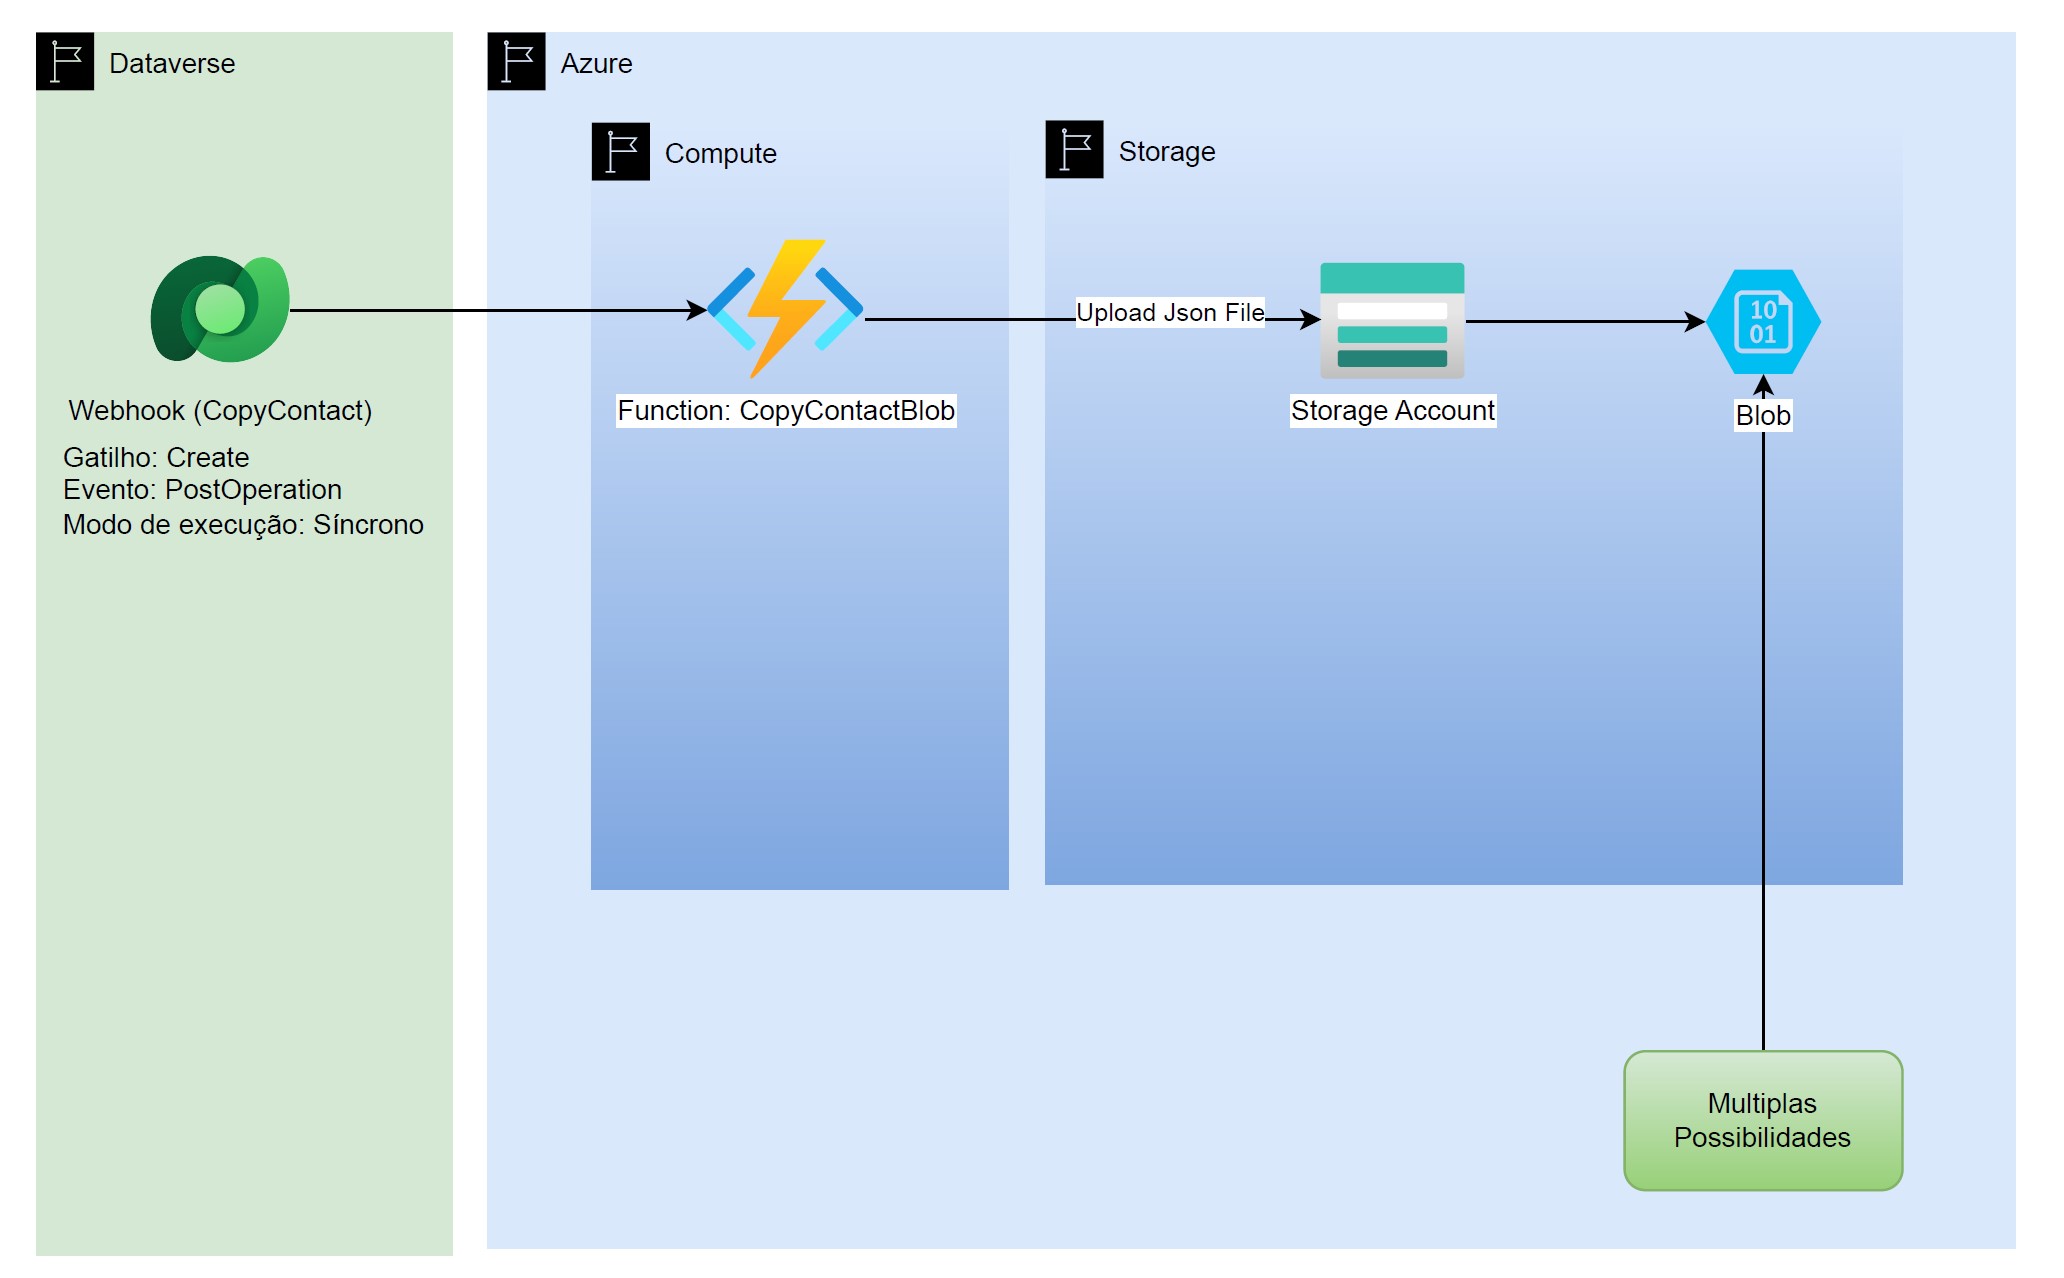 Dataverse
Azure
Compute
Storage
Upload Json File
10
01
Webhook (CopyContact)
Function: CopyContactBlob
Storage Account
Blob
Gatilho: Create
Evento: PostOperation
Modo de execução: Síncrono
Multiplas
Possibilidades